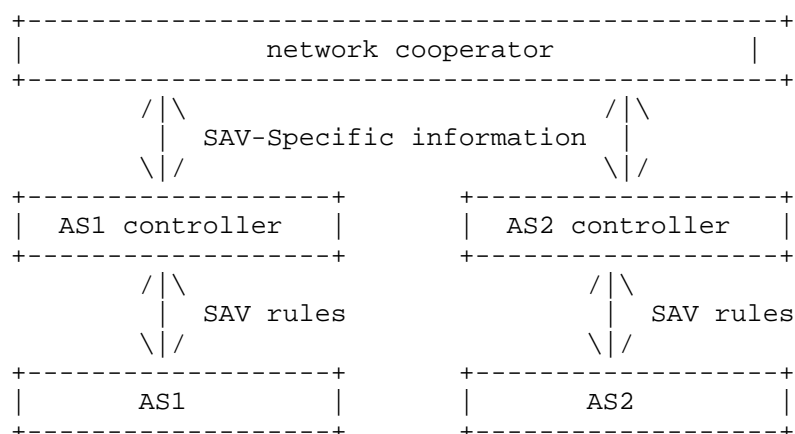 network cooperator
SAV-Specific information
AS1 controller AS2 controller
SAV rules SAV rules
AS1 AS2